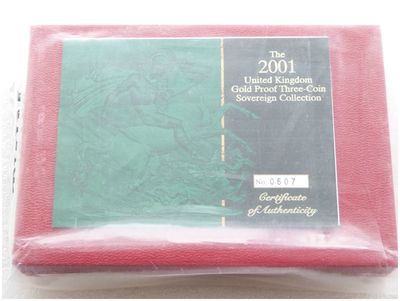 The
2001
United Kingdom
Gold Proof Three-Coin
Sovereign Collection
No. 0607
Certificate
of Authenticity